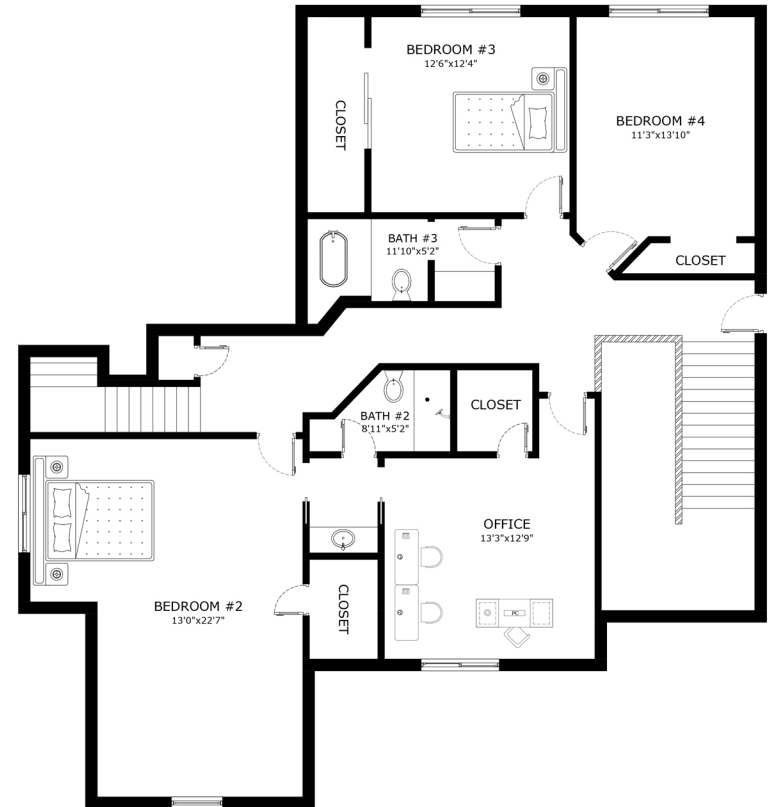 BEDROOM #3
12'6"x12'4"
CLOSET
BEDROOM #4
11'3"x13'10"
BATH #3
11'10"x5'2"
CLOSET
CLOSET
BATH #2
8'11"x5'2"
OFFICE
13'3"x12'9"
CLOSET
BEDROOM #2
13'0"x22'7"
PC